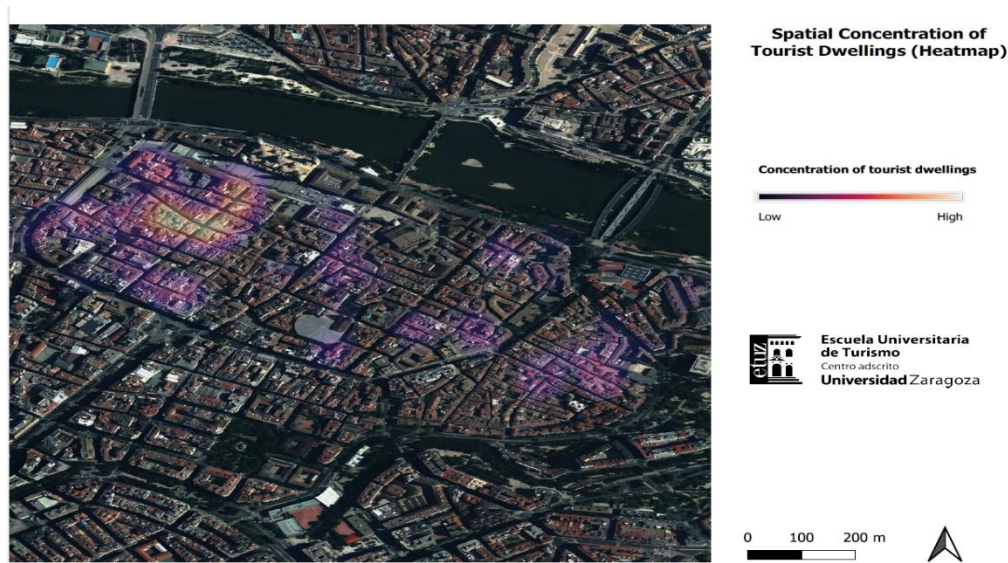 Spatial Concentration of
Tourist Dwellings (Heatmap)
Concentration of tourist dwellings
Low High
etuz
Escuela Universitaria
de Turismo
Centro adscrito
Universidad Zaragoza
0 100 200 m